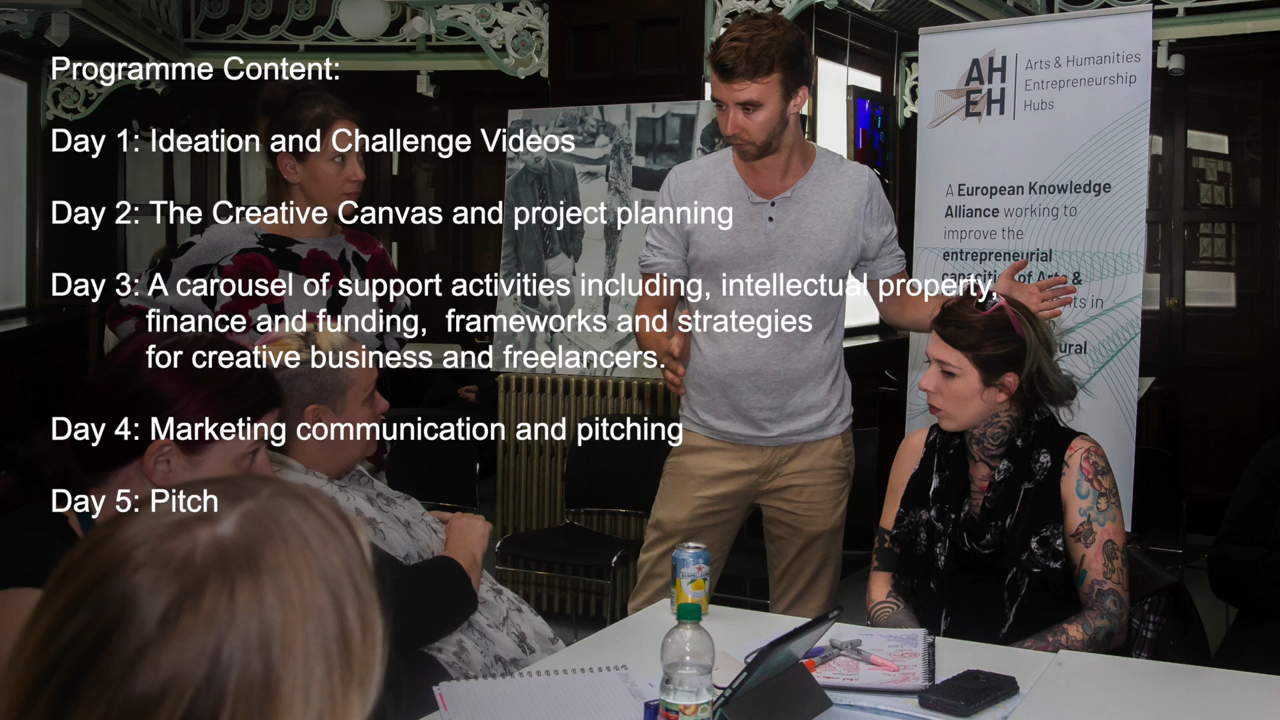 Programme Content:
Day 1: Ideation and Challenge Videos
Day 2: The Creative Canvas and project planning
Day 3: A carousel of support activities including, intellectual property,
finance and funding, frameworks and strategies
for creative business and freelancers.
Day 4: Marketing communication and pitching
Day 5: Pitch
AH
EH
Arts & Humanities
Entrepreneurship
Hubs
A European Knowledge
Alliance working to
improve the
entrepreneurial
of Arts &
in